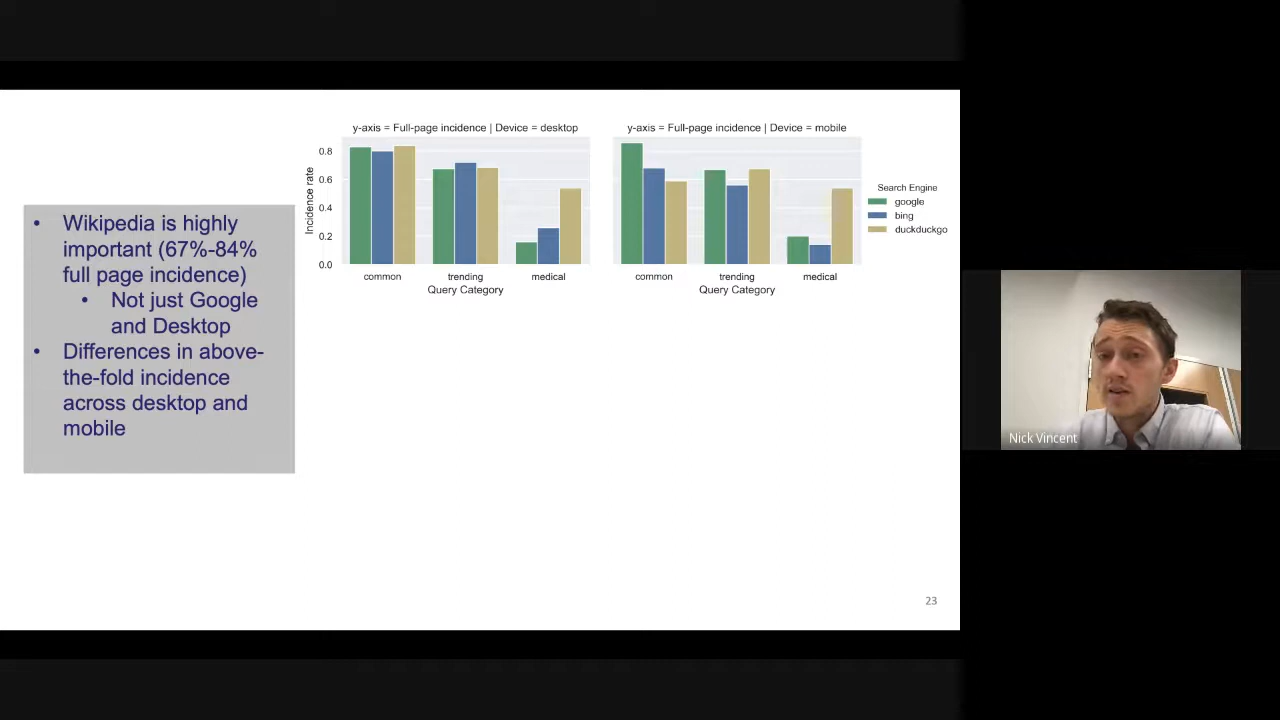 • Wikipedia is highly
important (67%-84%
full page incidence)
• Not just Google
and Desktop
• Differences in above-
the-fold incidence
across desktop and
mobile
y-axis = Full-page incidence | Device = desktop
Incidence rate
0.8
0.6
0.4
0.2
0.0
common trending medical
Query Category
y-axis = Full-page incidence | Device = mobile
common trending medical
Query Category
Search Engine
google
bing
duckduckgo
Nick Vincent
23